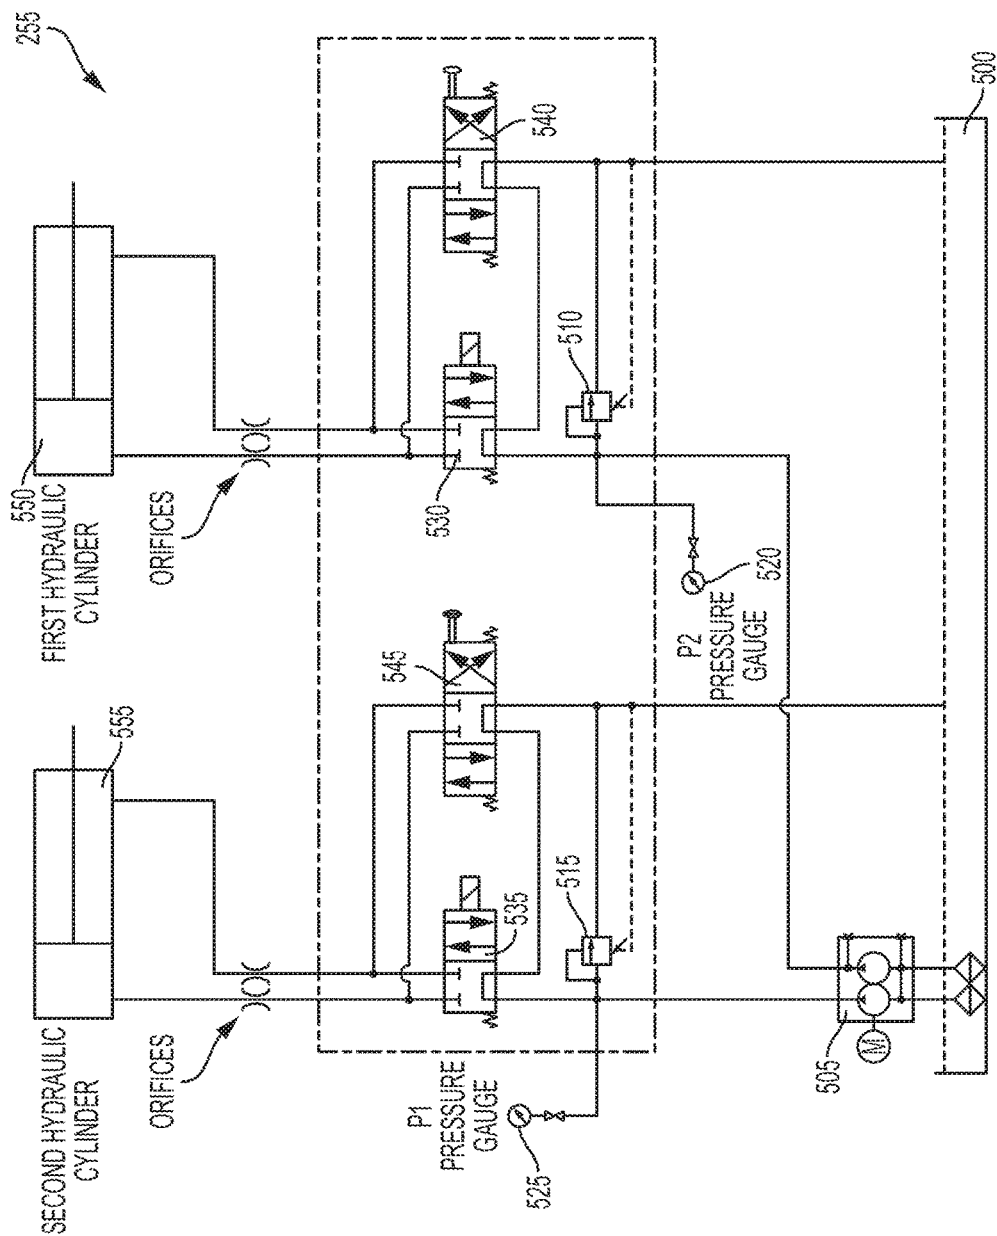 255
SECOND HYDRAULIC
CYLINDER
555
FIRST HYDRAULIC
CYLINDER
550
ORIFICES
ORIFICES
545
540
535
530
515
510
P1
PRESSURE
GAUGE
525
P2
PRESSURE
GAUGE
520
505
M
500